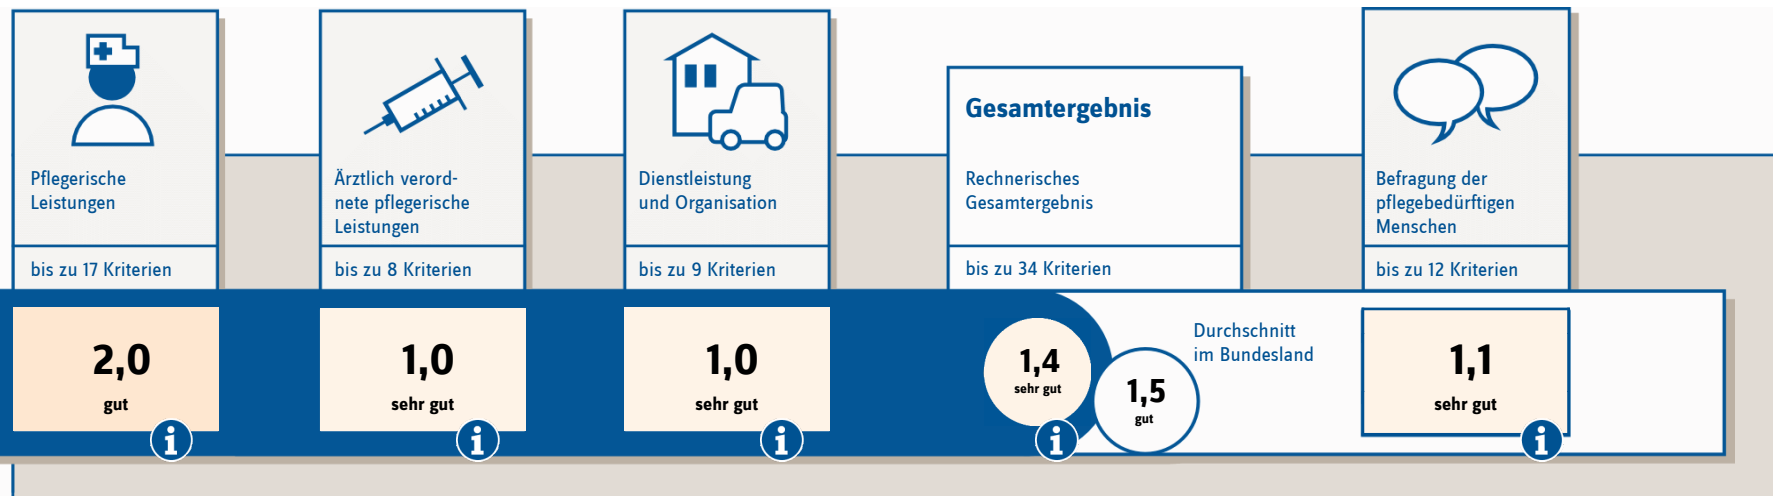 Pflegerische
Leistungen
bis zu 17 Kriterien
2,0
gut
Ärztlich verord-
nete pflegerische
Leistungen
bis zu 8 Kriterien
1,0
sehr gut
Dienstleistung
und Organisation
bis zu 9 Kriterien
1,0
sehr gut
Gesamtergebnis
Rechnerisches
Gesamtergebnis
bis zu 34 Kriterien
1,4
sehr gut
1,5
gut
Durchschnitt
im Bundesland
Befragung der
pflegebedürftigen
Menschen
bis zu 12 Kriterien
1,1
sehr gut